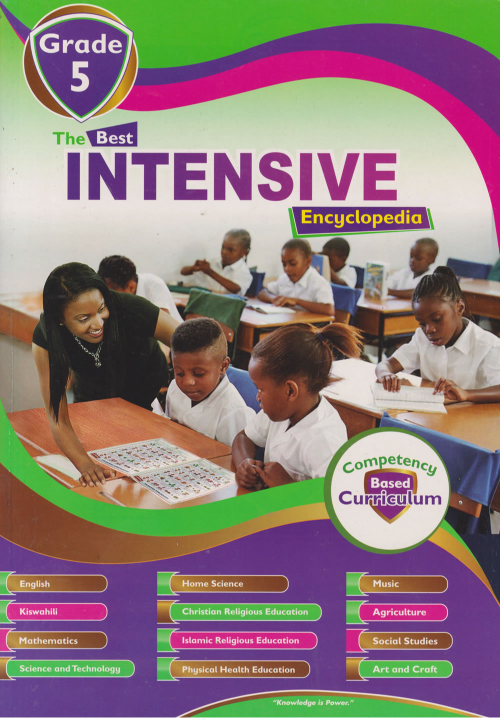 Grade
5
The Best
INTENSIVE
Encyclopedia
Competency
Based
Curriculum
English
Home Science
Music
Kiswahili
Christian Religious Education
Agriculture
Mathematics
Islamic Religious Education
Social Studies
Science and Technology
Physical Health Education
Art and Craft
"Knowledge is Power."